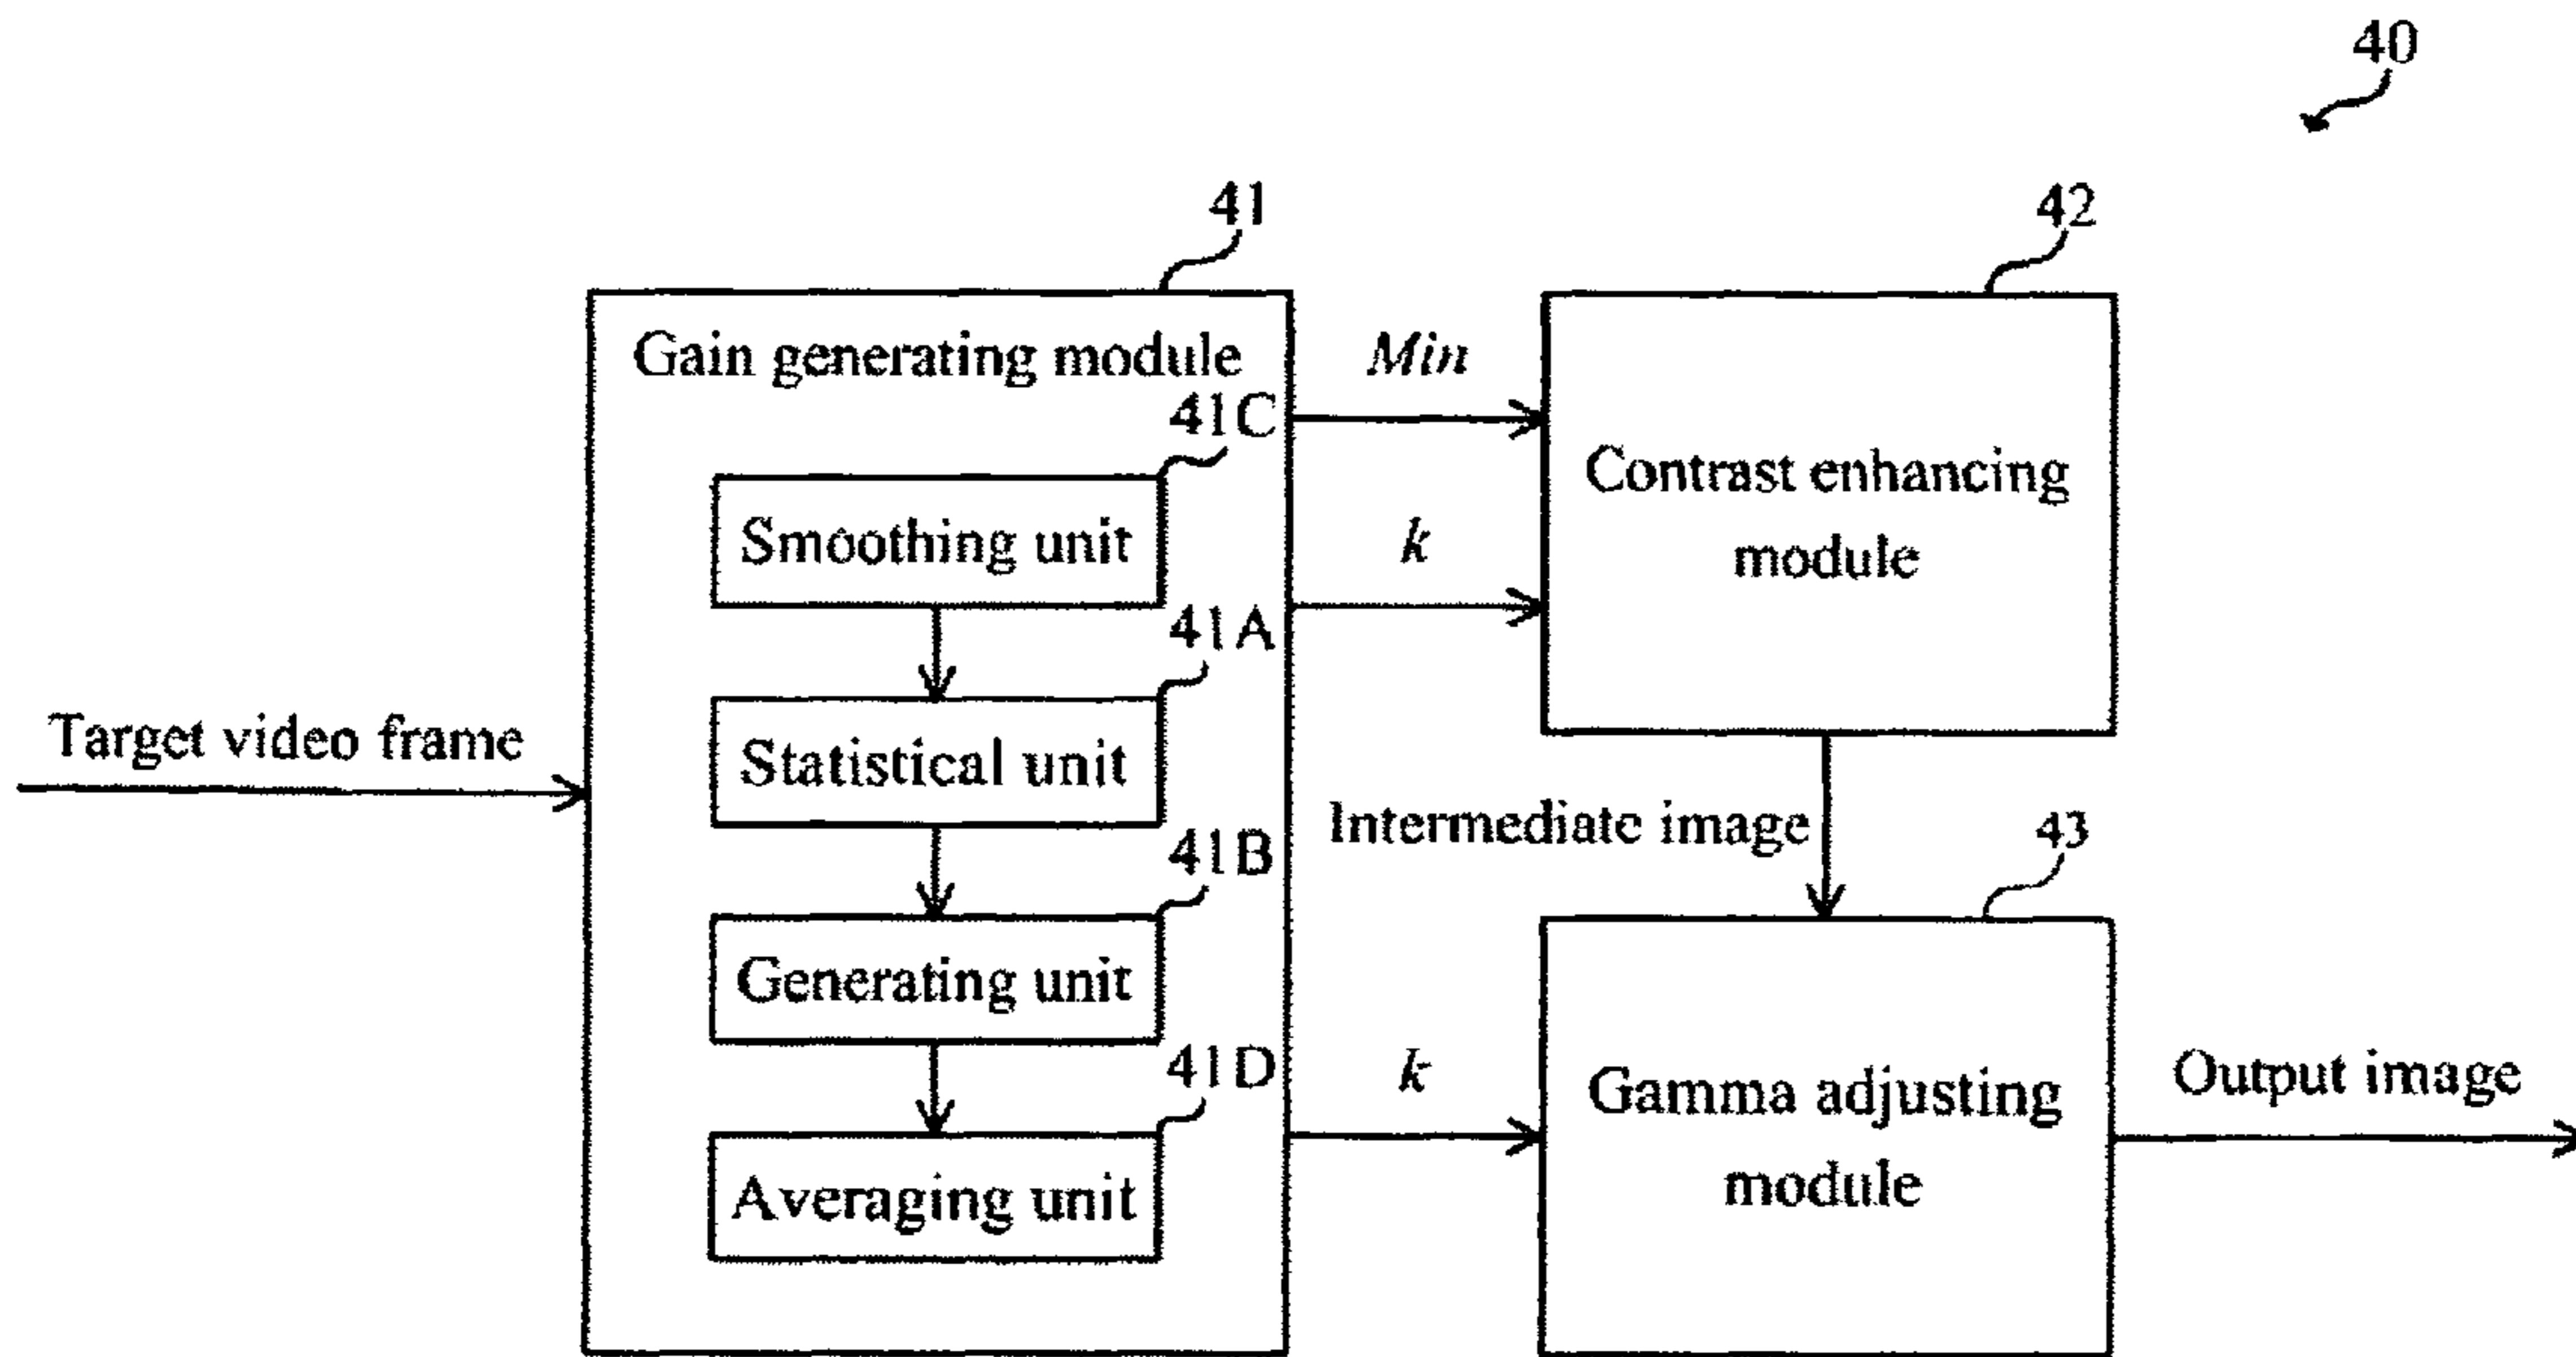 40
41
42
Gain generating module
Min
41C
Smoothing unit
k
Contrast enhancing
module
41A
Statistical unit
Target video frame
Intermediate image
43
41B
Generating unit
41D
Averaging unit
k
Gamma adjusting
module
Output image